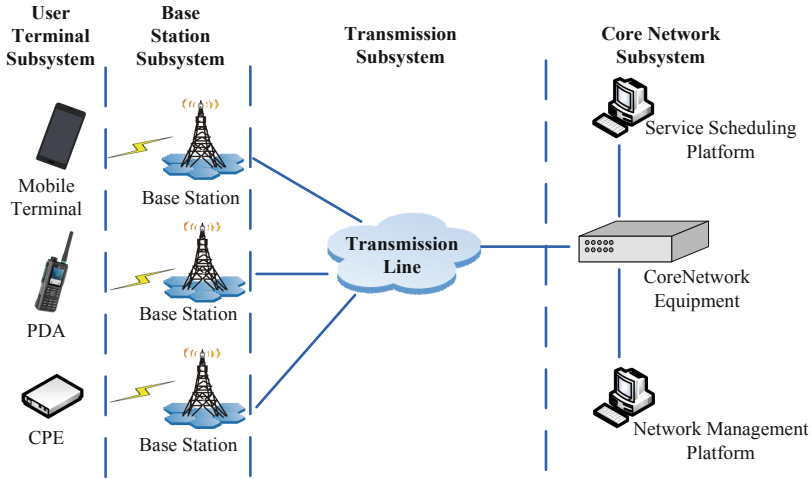 User
Terminal
Subsystem
Base
Station
Subsystem
Transmission
Subsystem
Core Network
Subsystem
Mobile
Terminal
Base Station
Service Scheduling
Platform
Transmission
Line
PDA
Base Station
CoreNetwork
Equipment
CPE
Base Station
Network Management
Platform